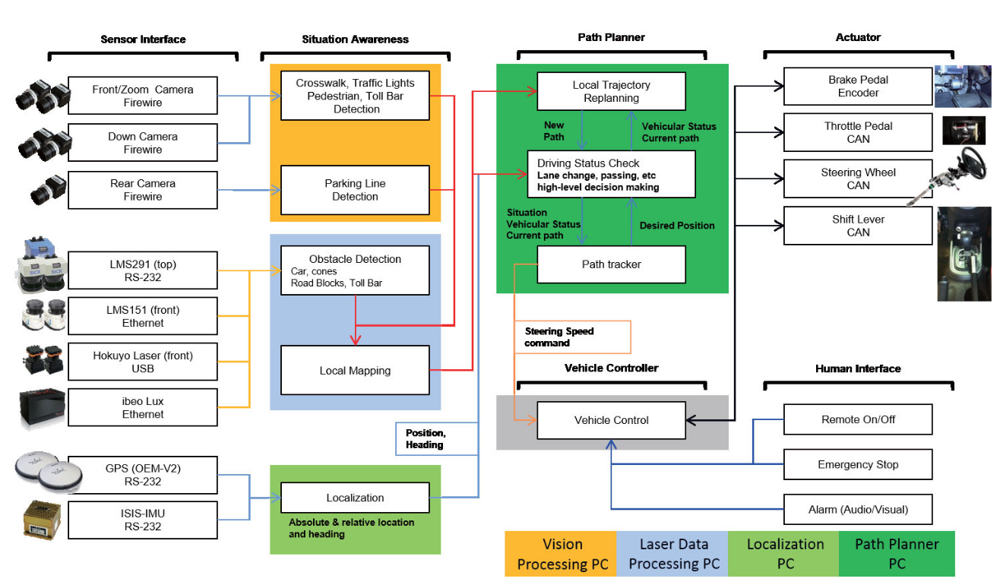 Sensor Interface
Situation Awareness
Path Planner
Actuator
Front/Zoom Camera
Firewire
Down Camera
Firewire
Rear Camera
Firewire
LMS291 (top)
RS-232
LMS151 (front)
Ethernet
Hokuyo Laser (front)
USB
ibeo Lux
Ethernet
GPS (OEM-V2)
RS-232
ISIS-IMU
RS-232
Crosswalk, Traffic Lights
Pedestrian, Toll Bar
Detection
Parking Line
Detection
Obstacle Detection
Car, cones
Road Blocks, Toll Bar
Local Mapping
Position,
Heading
Localization
Absolute & relative location
and heading
Local Trajectory
Replanning
New
Path
Vehicular Status
Current path
Driving Status Check
Lane change, passing, etc
high-level decision making
Situation
Vehicular Status
Current path
Desired Position
Path tracker
Steering Speed
command
Vehicle Controller
Vehicle Control
Brake Pedal
Encoder
Throttle Pedal
CAN
Steering Wheel
CAN
Shift Lever
CAN
Human Interface
Remote On/Off
Emergency Stop
Alarm (Audio/Visual)
Vision
Processing PC
Laser Data
Processing PC
Localization
PC
Path Planner
PC